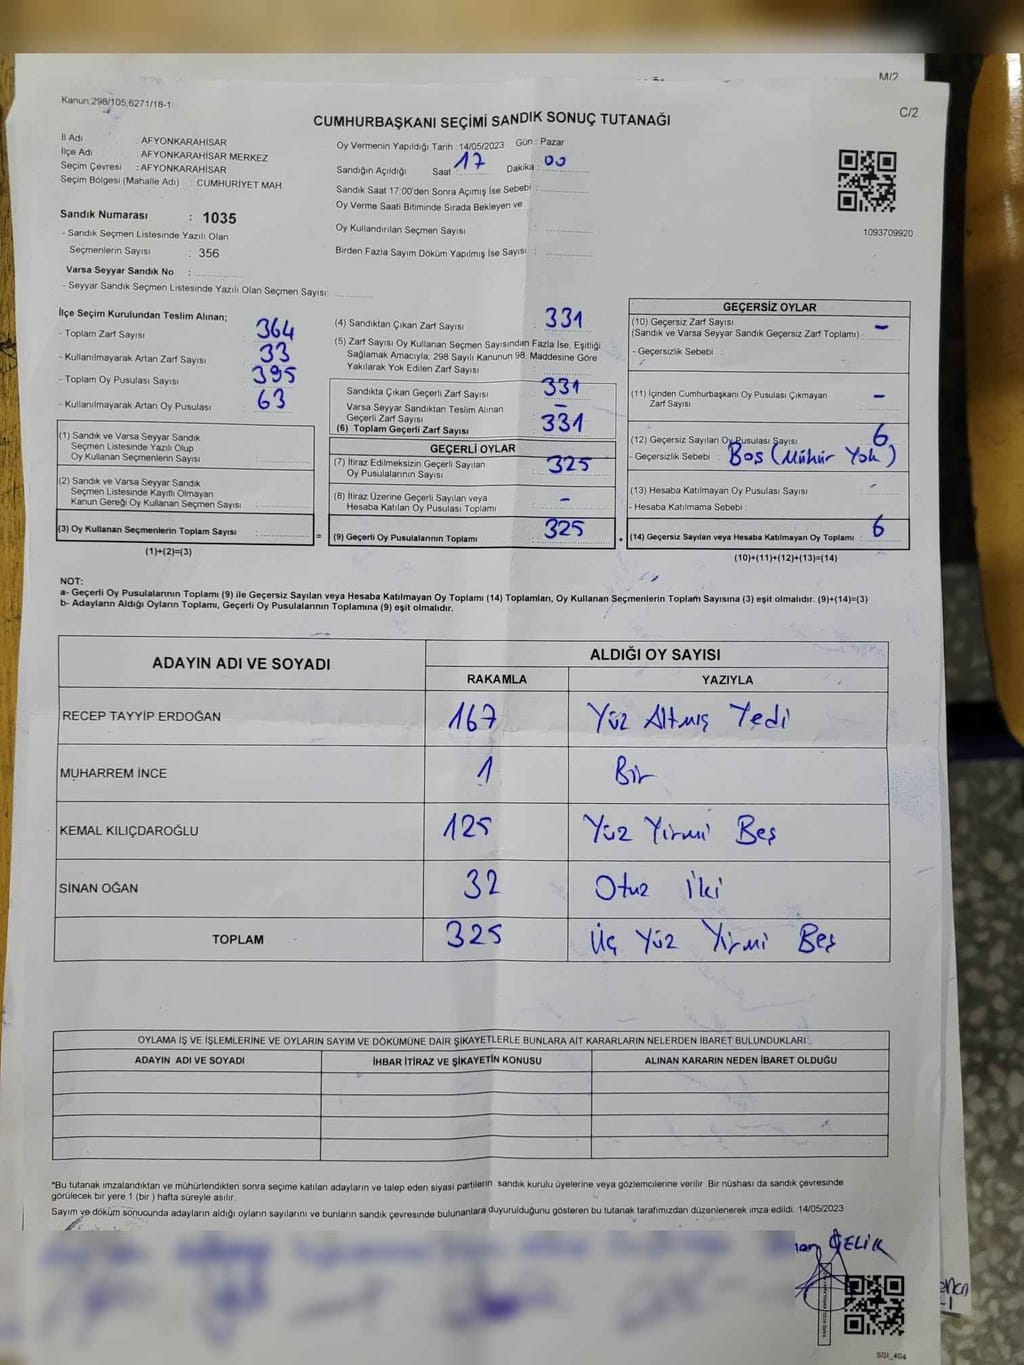 M/2
Kanun,298/105,6271/18-1
C/2
CUMHURBAŞKANI SEÇİMİ SANDIK SONUÇ TUTANAĞI
İl Adı : AFYONKARAHİSAR
İlçe Adı : AFYONKARAHİSAR MERKEZ
Seçim Çevresi : AFYONKARAHİSAR
Seçim Bölgesi (Mahalle Adı) : CUMHURİYET MAH.
Oy Vermenin Yapıldığı Tarih : 14/05/2023 Gün : Pazar
Sandığın Açıldığı Saat 17 Dakika : 00
Sandık Saat 17:00'den Sonra Açımış İse Sebebi :
Oy Verme Saati Bitiminde Sırada Bekleyen ve
Oy Kullandırılan Seçmen Sayısı :
Birden Fazla Sayım Döküm Yapılmış İse Sayısı :
1093709920
Sandık Numarası : 1035
- Sandık Seçmen Listesinde Yazılı Olan
Seçmenlerin Sayısı : 356
Varsa Seyyar Sandık No :
- Seyyar Sandık Seçmen Listesinde Yazılı Olan Seçmen Sayısı:
İlçe Seçim Kurulundan Teslim Alınan;
- Toplam Zarf Sayısı 364
- Kullanılmayarak Artan Zarf Sayısı 33
- Toplam Oy Pusulası Sayısı 395
- Kullanılmayarak Artan Oy Pusulası : 63
(1) Sandık ve Varsa Seyyar Sandık
Seçmen Listesinde Yazılı Olup
Oy Kullanan Seçmenlerin Sayısı :
(2) Sandık ve Varsa Seyyar Sandık
Seçmen Listesinde Kayıtlı Olmayan
Kanun Gereği Oy Kullanan Seçmen Sayısı :
(3) Oy Kullanan Seçmenlerin Toplam Sayısı : =
(1)+(2)=(3)
(4) Sandıktan Çıkan Zarf Sayısı : 331
(5) Zarf Sayısı Oy Kullanan Seçmen Sayısından Fazla İse, Eşitliği
Sağlamak Amacıyla; 298 Sayılı Kanunun 98. Maddesine Göre
Yakılarak Yok Edilen Zarf Sayısı :
Sandıkta Çıkan Geçerli Zarf Sayısı : 331
Varsa Seyyar Sandıktan Teslim Alınan
Geçerli Zarf Sayısı : –
(6) Toplam Geçerli Zarf Sayısı : 331
GEÇERLİ OYLAR
(7) İtiraz Edilmeksizin Geçerli Sayılan
Oy Pusulalarının Sayısı : 325
(8) İtiraz Üzerine Geçerli Sayılan veya
Hesaba Katılan Oy Pusulaları Toplamı : –
(9) Geçerli Oy Pusulalarının Toplamı : 325 +
GEÇERSİZ OYLAR
(10) Geçersiz Zarf Sayısı
(Sandık ve Varsa Seyyar Sandık Geçersiz Zarf Toplamı) : –
- Geçersizlik Sebebi :
(11) İçinden Cumhurbaşkanı Oy Pusulası Çıkmayan
Zarf Sayısı : –
(12) Geçersiz Sayılan Oy Pusulası Sayısı : 6
- Geçersizlik Sebebi : Boş (Mühür Yok)
(13) Hesaba Katılmayan Oy Pusulası Sayısı : –
- Hesaba Katılmama Sebebi :
(14) Geçersiz Sayılan veya Hesaba Katılmayan Oy Toplamı : 6
(10)+(11)+(12)+(13)=(14)
NOT:
a- Geçerli Oy Pusulalarının Toplamı (9) ile Geçersiz Sayılan veya Hesaba Katılmayan Oy Toplamı (14) Toplamları, Oy Kullanan Seçmenlerin Toplam Sayısına (3) eşit olmalıdır. (9)+(14)=(3)
b- Adayların Aldığı Oyların Toplamı, Geçerli Oy Pusulalarının Toplamına (9) eşit olmalıdır.
ADAYIN ADI VE SOYADI
ALDIĞI OY SAYISI
RAKAMLA YAZIYLA
RECEP TAYYİP ERDOĞAN 167 Yüz Altmış Yedi
MUHARREM İNCE 1 Bir
KEMAL KILIÇDAROĞLU 125 Yüz Yirmi Beş
SİNAN OĞAN 32 Otuz İki
TOPLAM 325 Üç Yüz Yirmi Beş
OYLAMA İŞ VE İŞLEMLERİNE VE OYLARIN SAYIM VE DÖKÜMÜNE DAİR ŞİKAYETLERLE BUNLARA AİT KARARLARIN NELERDEN İBARET BULUNDUKLARI
ADAYIN ADI VE SOYADI İHBAR İTİRAZ VE ŞİKAYETİN KONUSU ALINAN KARARIN NEDEN İBARET OLDUĞU
*Bu tutanak imzalandıktan ve mühürlendikten sonra seçime katılan adayların ve talep eden siyasi partilerin sandık kurulu üyelerine veya gözlemcilerine verilir. Bir nüshası da sandık çevresinde
görülecek bir yere 1 (bir ) hafta süreyle asılır.
Sayım ve döküm sonucunda adayların aldığı oyların sayılarını ve bunların sandık çevresinde bulunanlara duyurulduğunu gösteren bu tutanak tarafımızdan düzenlenerek imza edildi. 14/05/2023
ÇELİK
SSI_404